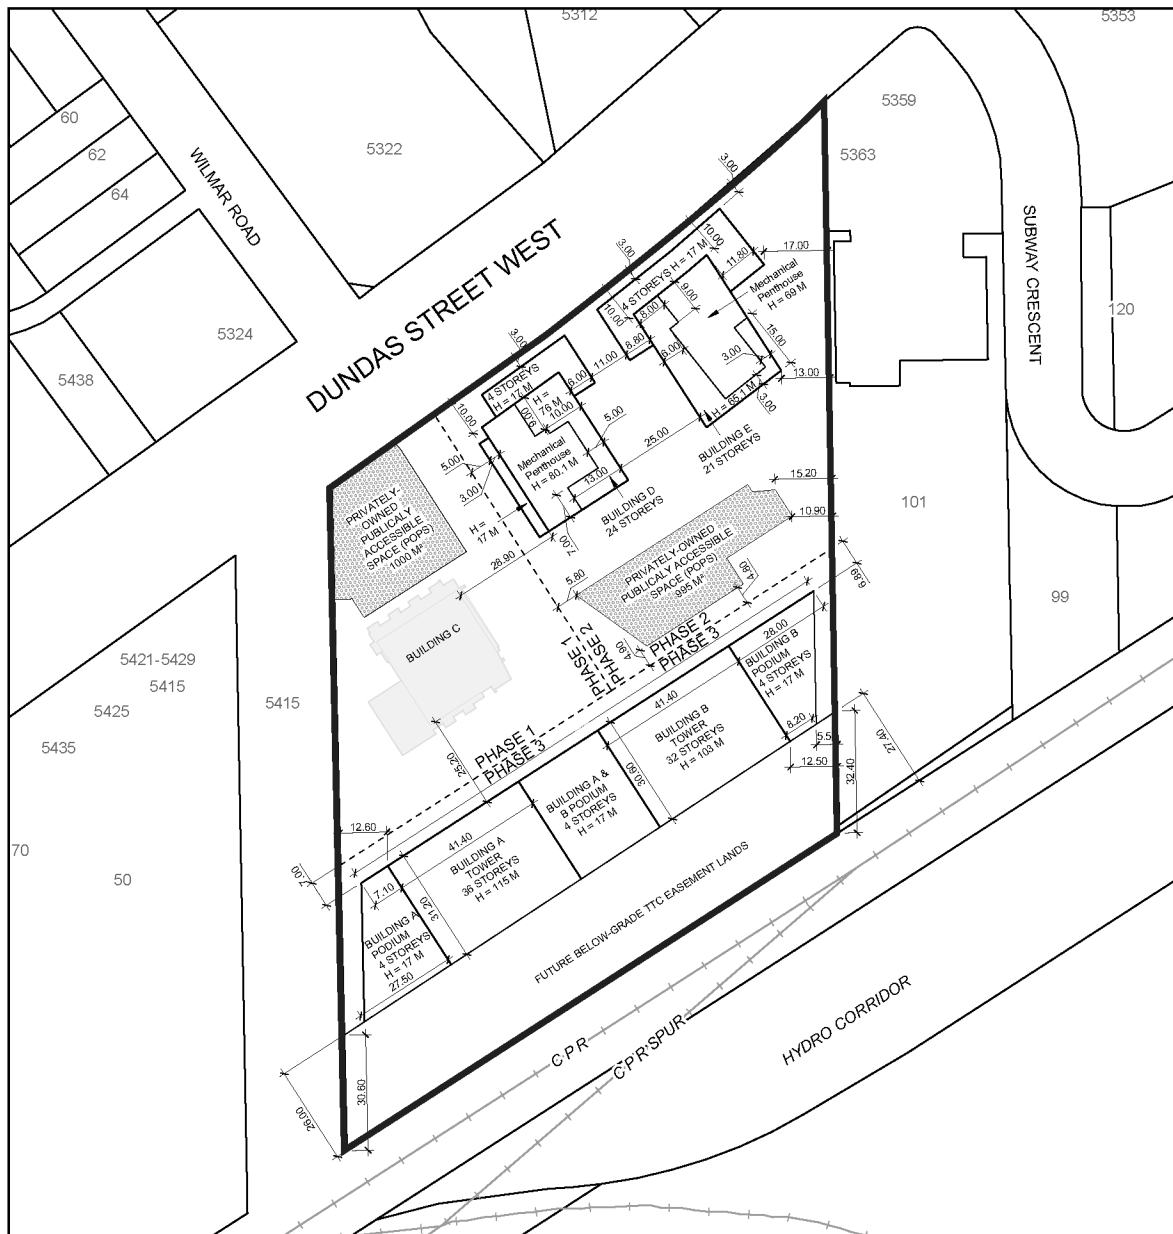 5312
5353
60
62
64
WILMAR ROAD
5322
5359
5363
SUBWAY CRESCENT
120
5324
5438
DUNDAS STREET WEST
3.00
3.00
3.00
10.00
4 STOREYS H = 17 M
11.80
17.00
Mechanical
Penthouse
H = 69 M
9.00
8.00
10.00
8.80
6.00
15.00
3.00
13.00
3.00
H = 65.1 M
BUILDING E
21 STOREYS
11.00
6.00
4 STOREYS
H = 17 M
H =
76 M
9.00
10.00
10.00
5.00
5.00
3.00
25.00
Mechanical
Penthouse
H = 80.1 M
13.00
BUILDING D
24 STOREYS
H =
17 M
7.00
28.90
15.20
10.90
101
99
PRIVATELY-
OWNED
PUBLICALY
ACCESSIBLE
SPACE (POPS)
1000 M²
PRIVATELY-OWNED
PUBLICALY ACCESSIBLE
SPACE (POPS)
995 M²
5.80
4.80
4.90
6.89
BUILDING C
PHASE 1
PHASE 2
PHASE 2
PHASE 3
PHASE 1
PHASE 3
5421-5429
5415
5425
5435
5415
70
50
28.00
BUILDING B
PODIUM
4 STOREYS
H = 17 M
8.20
5.5
12.50
32.40
27.40
41.40
BUILDING B
TOWER
32 STOREYS
H = 103 M
30.60
BUILDING A &
B PODIUM
4 STOREYS
H = 17 M
25.20
12.60
7.00
41.40
BUILDING A
TOWER
36 STOREYS
H = 115 M
31.20
7.10
BUILDING A
PODIUM
4 STOREYS
H = 17 M
27.50
FUTURE BELOW-GRADE TTC EASEMENT LANDS
30.60
26.00
C P R
C P R SPUR
HYDRO CORRIDOR